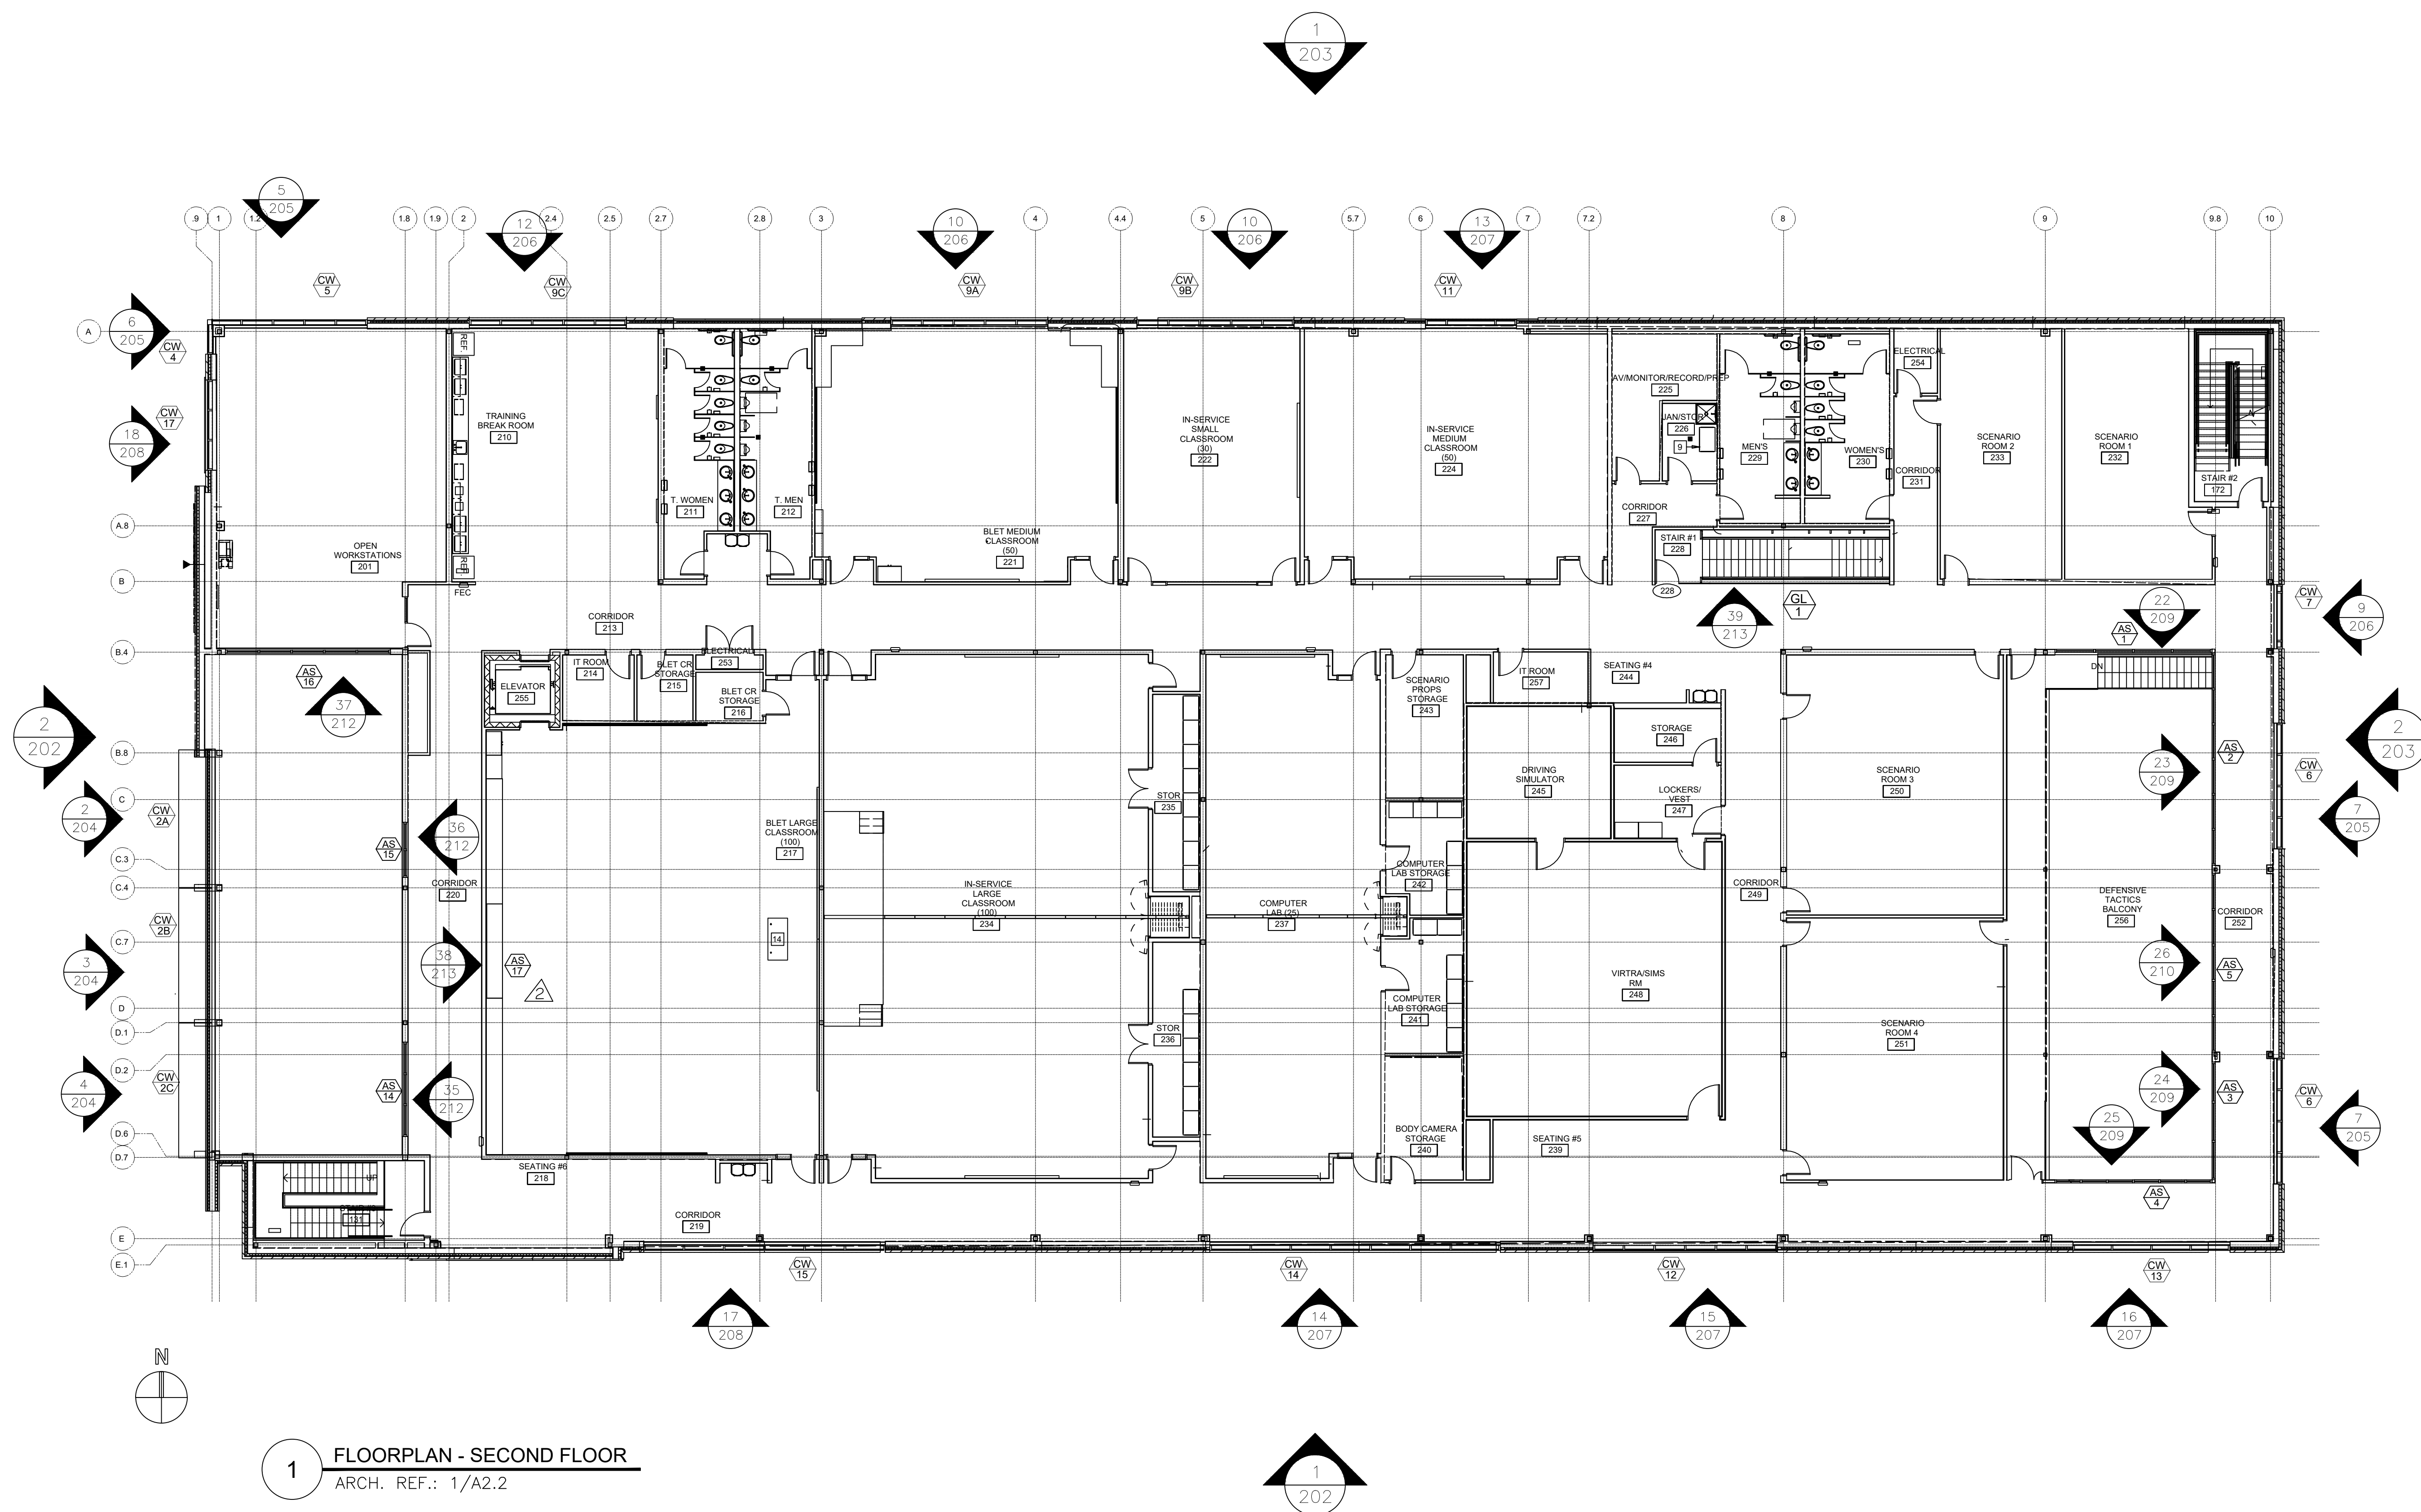 1
203
5
205
.9
1
1.2
1.8
1.9
2
2.4
2.5
2.7
2.8
3
4
4.4
5
5.7
6
7
7.2
8
9
9.8
10
12
206
10
206
10
206
13
207
CW
5
CW
9C
CW
9A
CW
9B
CW
11
A
6
205
CW
4
CW
17
18
208
A.8
B
B.4
B.8
C
C.3
C.4
C.7
D
D.1
D.2
D.6
D.7
E
E.1
2
202
2
204
CW
2A
CW
2B
3
204
4
204
CW
2C
REF.
TRAINING
BREAK ROOM
210
OPEN
WORKSTATIONS
201
REF.
FEC
T. WOMEN
211
T. MEN
212
BLET MEDIUM
CLASSROOM
(50)
221
IN-SERVICE
SMALL
CLASSROOM
(30)
222
IN-SERVICE
MEDIUM
CLASSROOM
(50)
224
AV/MONITOR/RECORD/PREP
225
JAN/STOR
226
9
MEN'S
229
WOMEN'S
230
CORRIDOR
227
STAIR #1
228
228
ELECTRICAL
254
CORRIDOR
231
SCENARIO
ROOM 2
233
SCENARIO
ROOM 1
232
STAIR #2
172
CORRIDOR
213
39
213
GL
1
AS
1
22
209
CW
7
9
206
AS
16
37
212
ELEVATOR
255
IT ROOM
214
BLET CR
STORAGE
215
ELECTRICAL
253
BLET CR
STORAGE
216
SCENARIO
PROPS
STORAGE
243
IT ROOM
257
SEATING #4
244
STORAGE
246
DRIVING
SIMULATOR
245
LOCKERS/
VEST
247
SCENARIO
ROOM 3
250
DN
23
209
AS
2
CW
6
2
203
7
205
AS
15
36
212
CORRIDOR
220
BLET LARGE
CLASSROOM
(100)
217
14
IN-SERVICE
LARGE
CLASSROOM
(100)
234
STOR
235
COMPUTER
LAB (25)
237
COMPUTER
LAB STORAGE
242
CORRIDOR
249
DEFENSIVE
TACTICS
BALCONY
256
CORRIDOR
252
38
213
AS
17
2
26
210
AS
5
VIRTRA/SIMS
RM
248
COMPUTER
LAB STORAGE
241
STOR
236
SCENARIO
ROOM 4
251
AS
14
35
212
24
209
AS
3
25
209
CW
6
7
205
BODY CAMERA
STORAGE
240
SEATING #5
239
SEATING #6
218
UP
131
CORRIDOR
219
AS
4
CW
15
CW
14
CW
12
CW
13
17
208
14
207
15
207
16
207
N
1
FLOORPLAN - SECOND FLOOR
ARCH. REF.: 1/A2.2
1
202